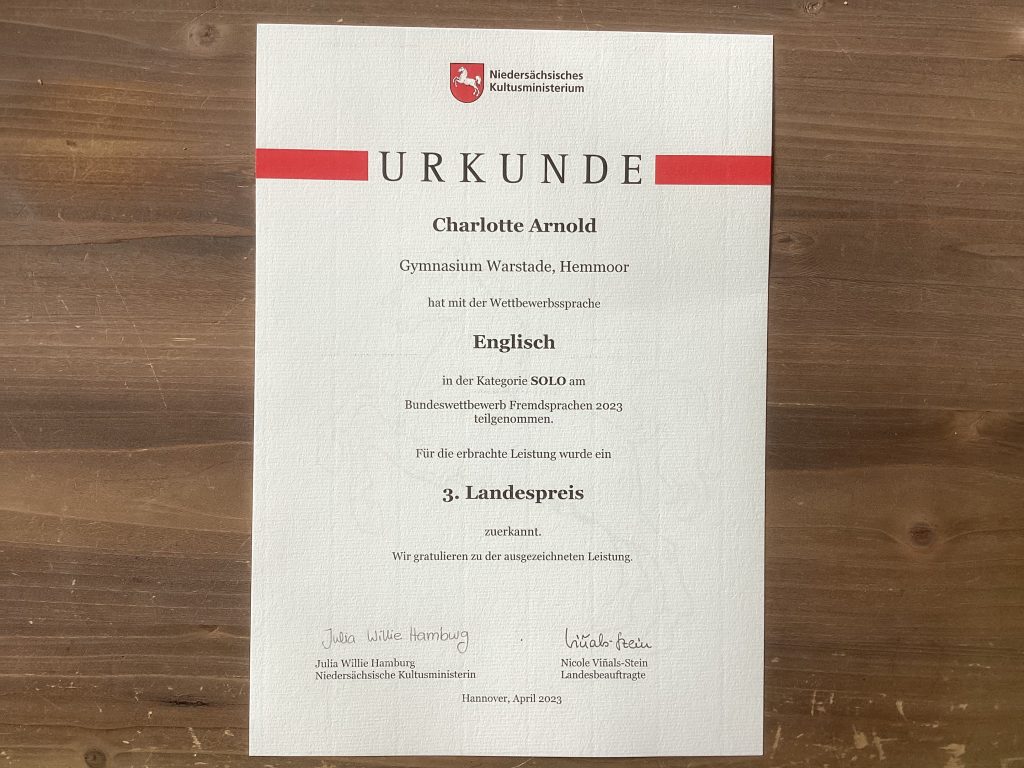 Niedersächsisches
Kultusministerium
URKUNDE
Charlotte Arnold
Gymnasium Warstade, Hemmoor
hat mit der Wettbewerbssprache
Englisch
in der Kategorie SOLO am
Bundeswettbewerb Fremdsprachen 2023
teilgenommen.
Für die erbrachte Leistung wurde ein
3. Landespreis
zuerkannt.
Wir gratulieren zu der ausgezeichneten Leistung.
Julia Willie Hamburg
Viñals-Stein
Julia Willie Hamburg
Niedersächsische Kultusministerin
Nicole Viñals-Stein
Landesbeauftragte
Hannover, April 2023